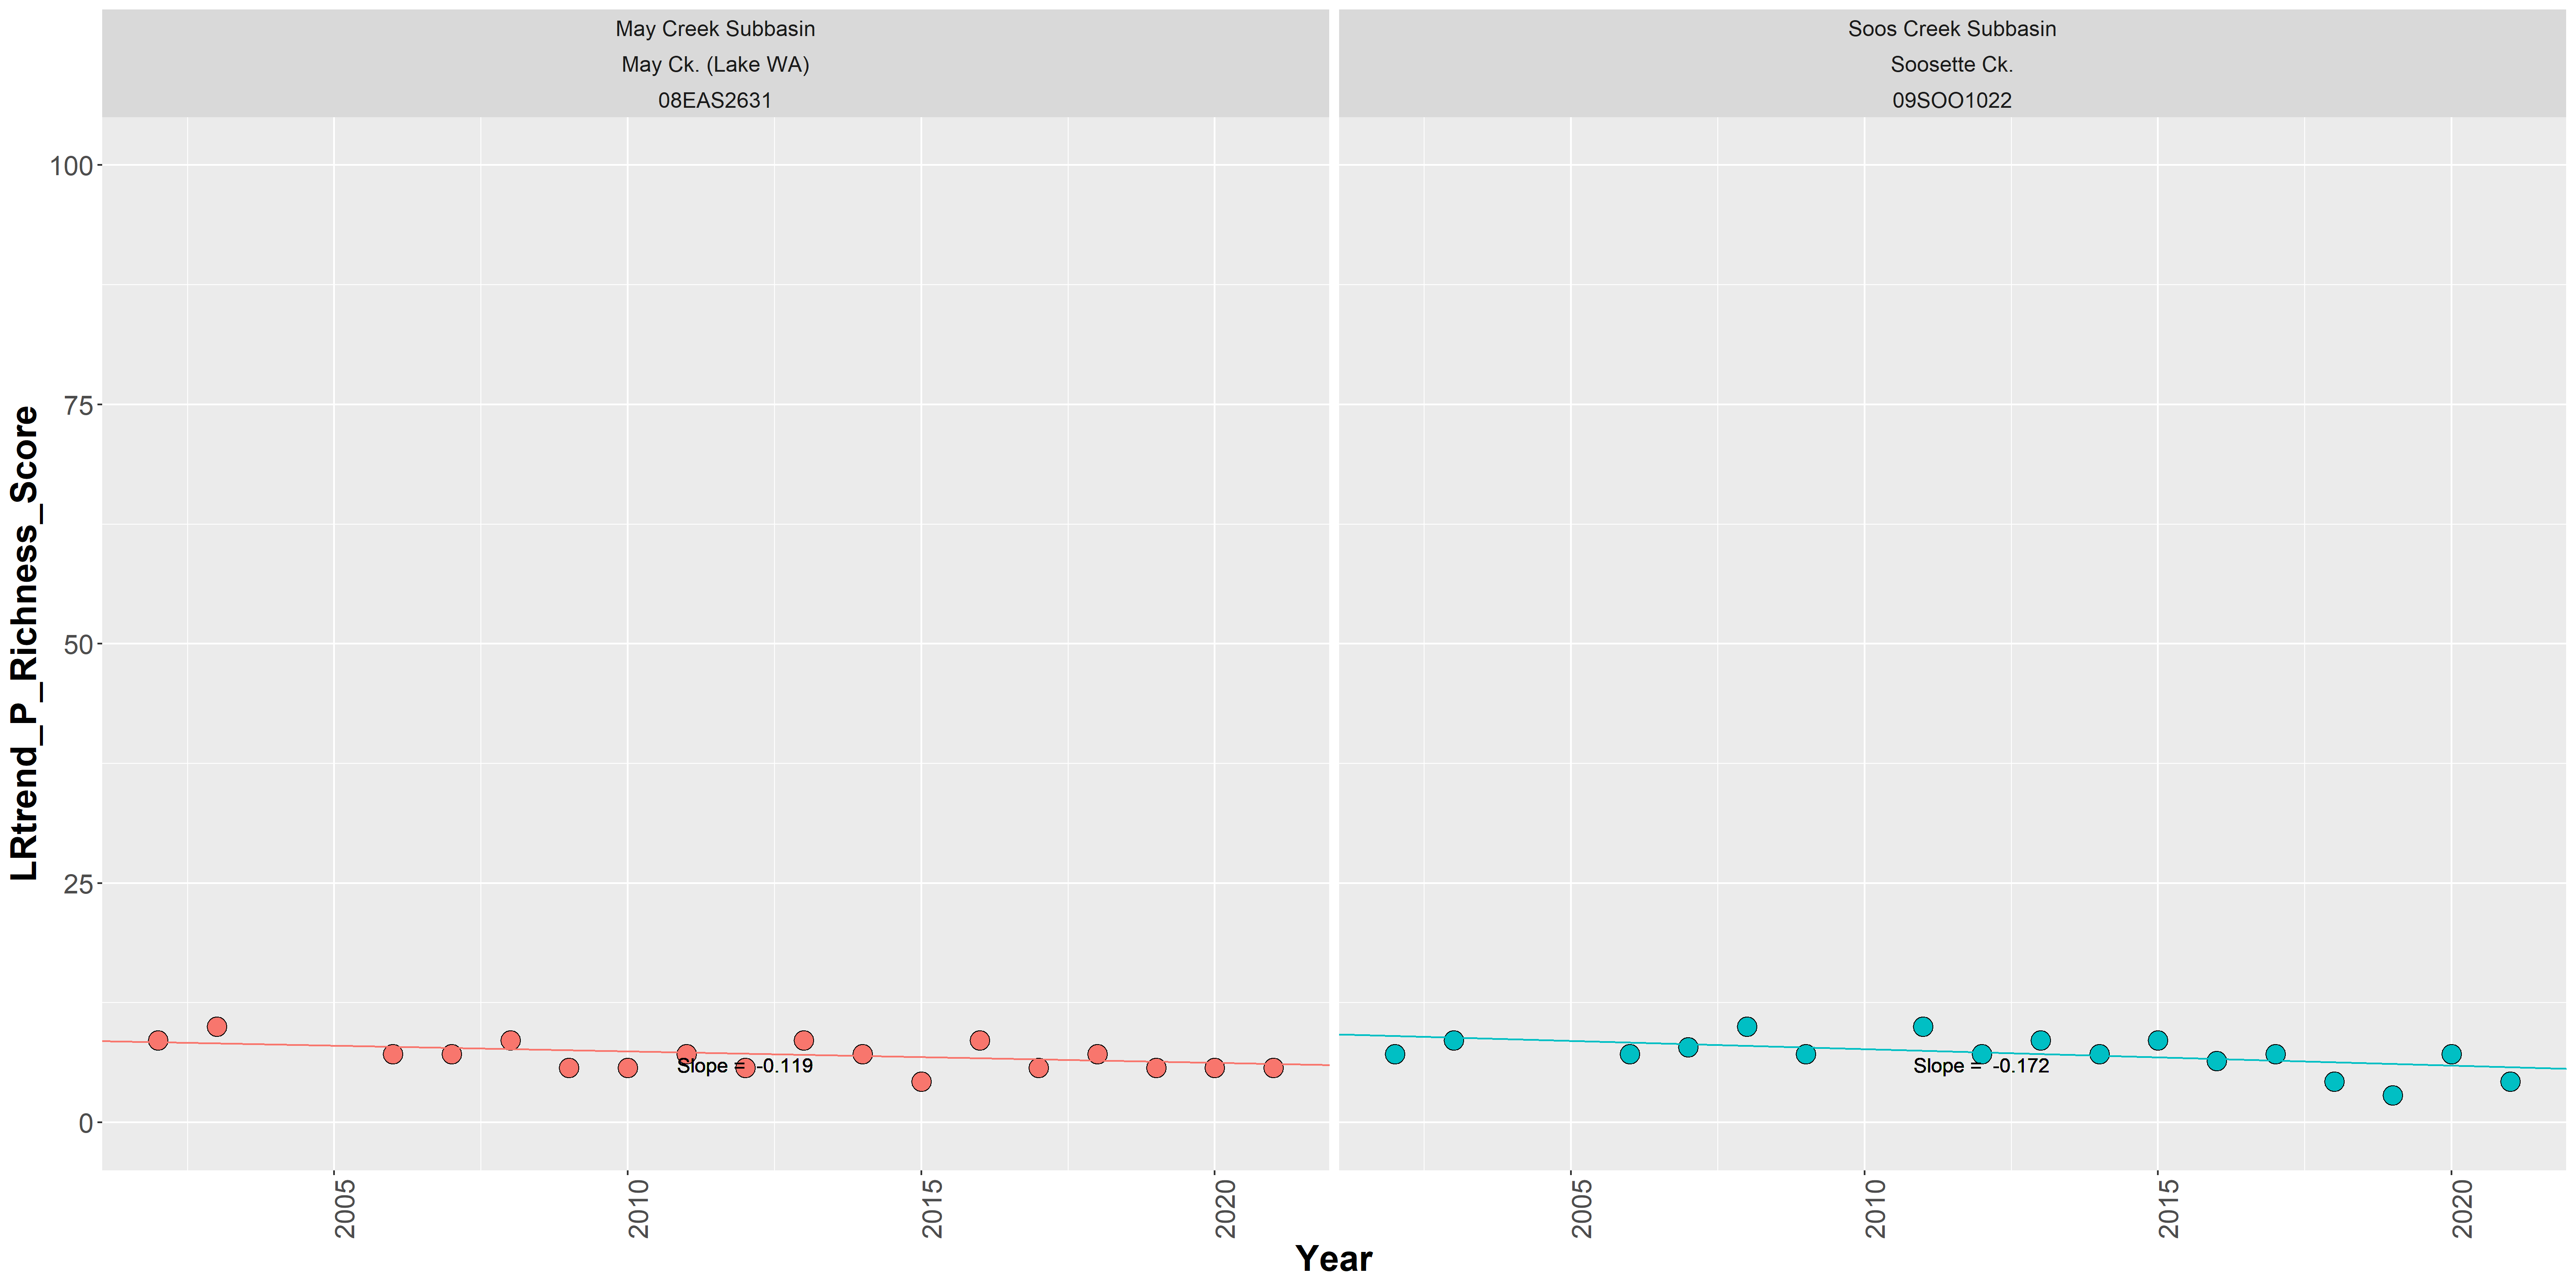 May Creek Subbasin
May Ck. (Lake WA)
08EAS2631
Soos Creek Subbasin
Soosette Ck.
09SOO1022
LRtrend_P_Richness_Score
100
75
50
25
0
Slope = -0.119
Slope = -0.172
2005
2010
2015
2020
2005
2010
2015
2020
Year